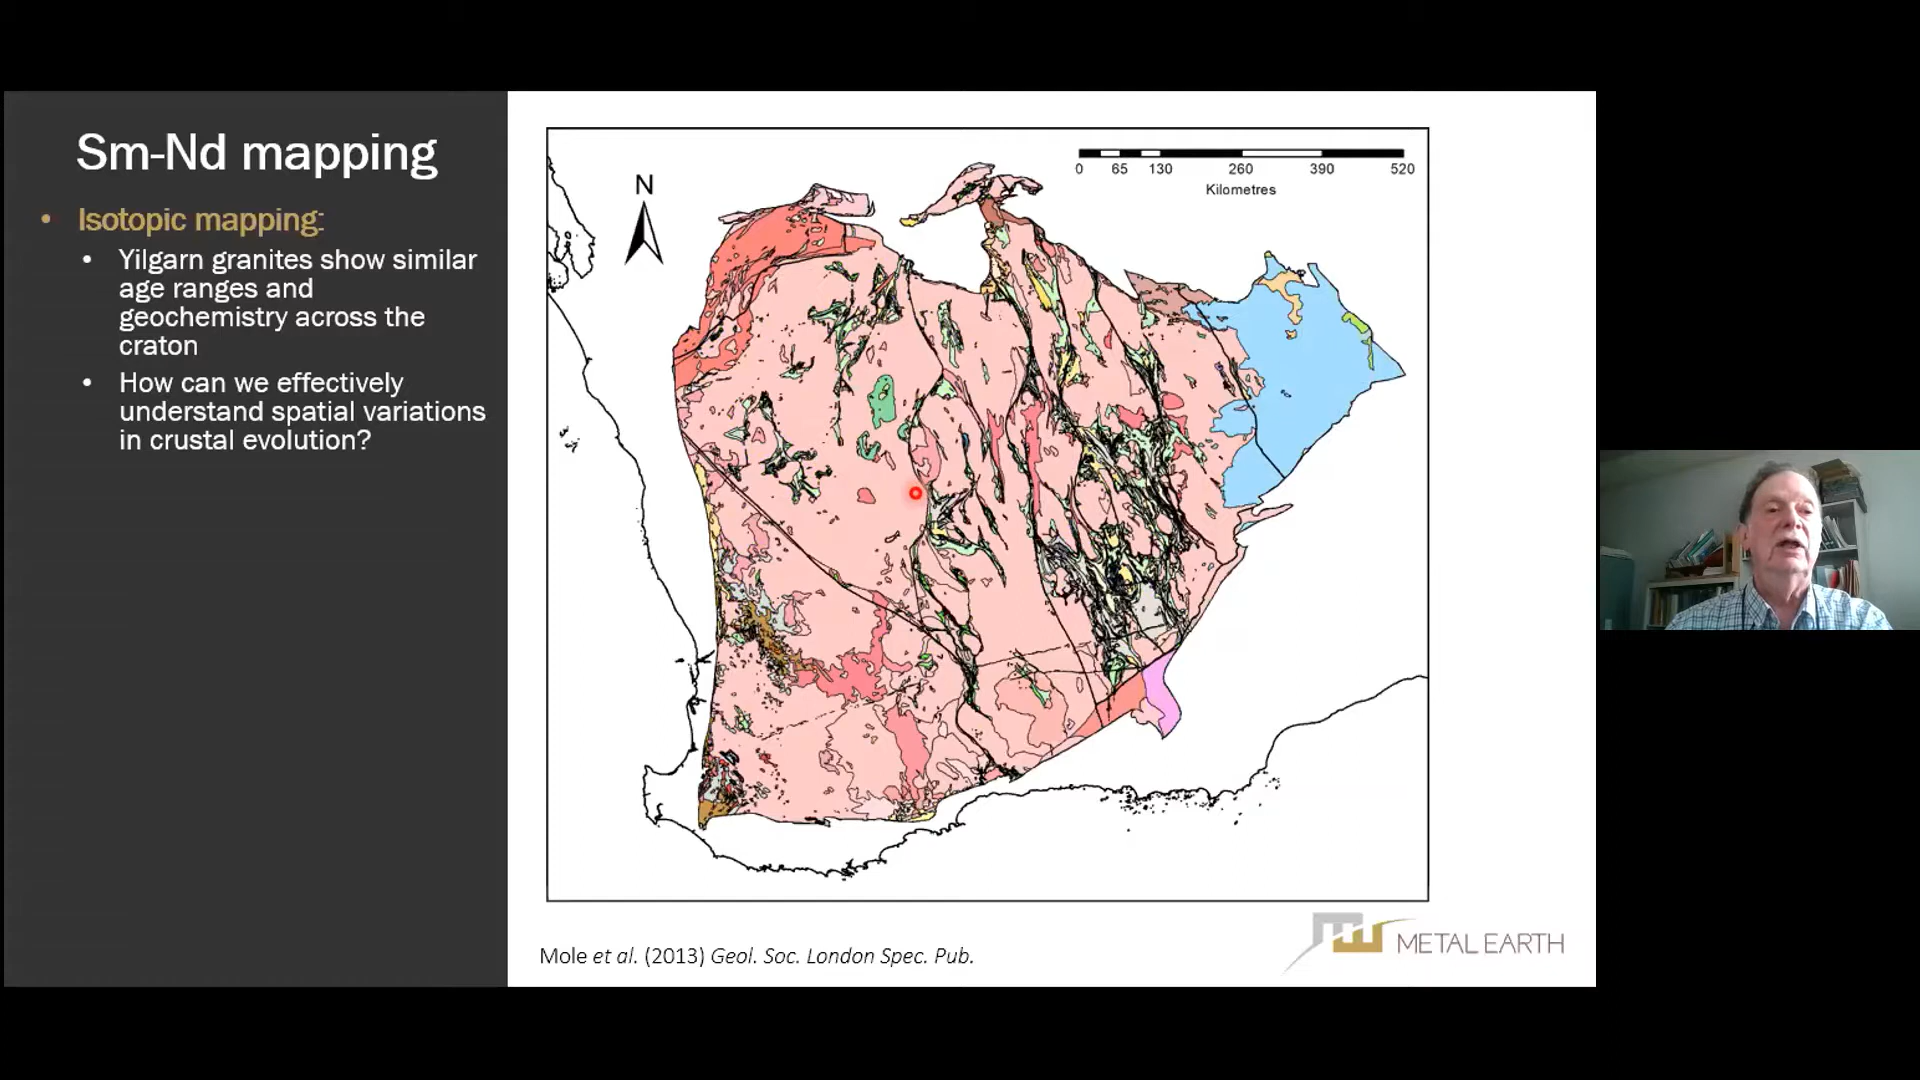 Sm-Nd mapping
• Isotopic mapping:
• Yilgarn granites show similar
age ranges and
geochemistry across the
craton
• How can we effectively
understand spatial variations
in crustal evolution?
N
0 65 130 260 390 520
Kilometres
Mole et al. (2013) Geol. Soc. London Spec. Pub.
METAL EARTH